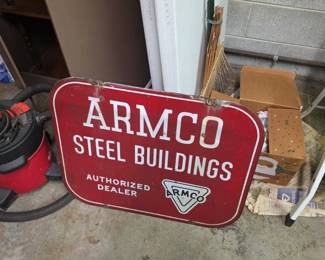 ARMCO
STEEL BUILDINGS
AUTHORIZED
DEALER
ARMCO